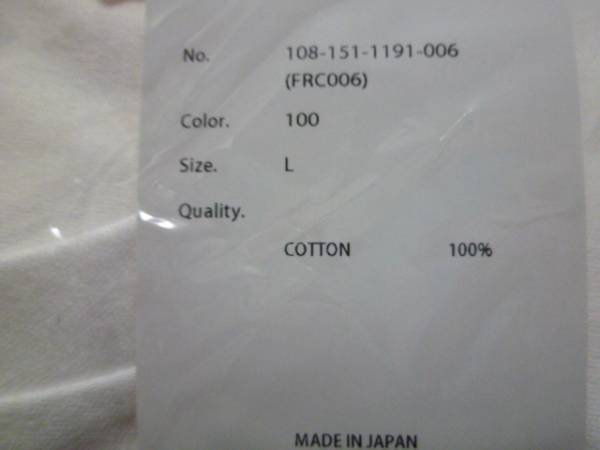 No. 108-151-1191-006
(FRC006)
Color. 100
Size. L
Quality.
COTTON 100%
MADE IN JAPAN